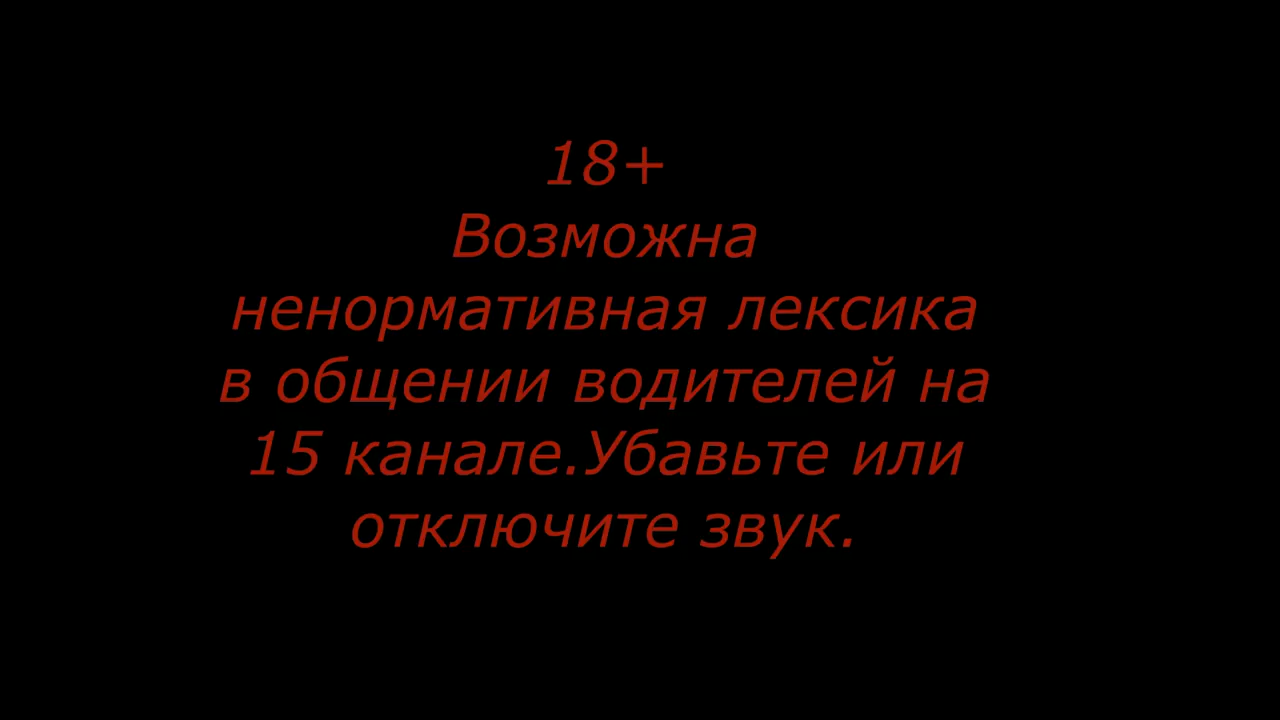 18+
Возможна
ненормативная лексика
в общении водителей на
15 канале.Убавьте или
отключите звук.